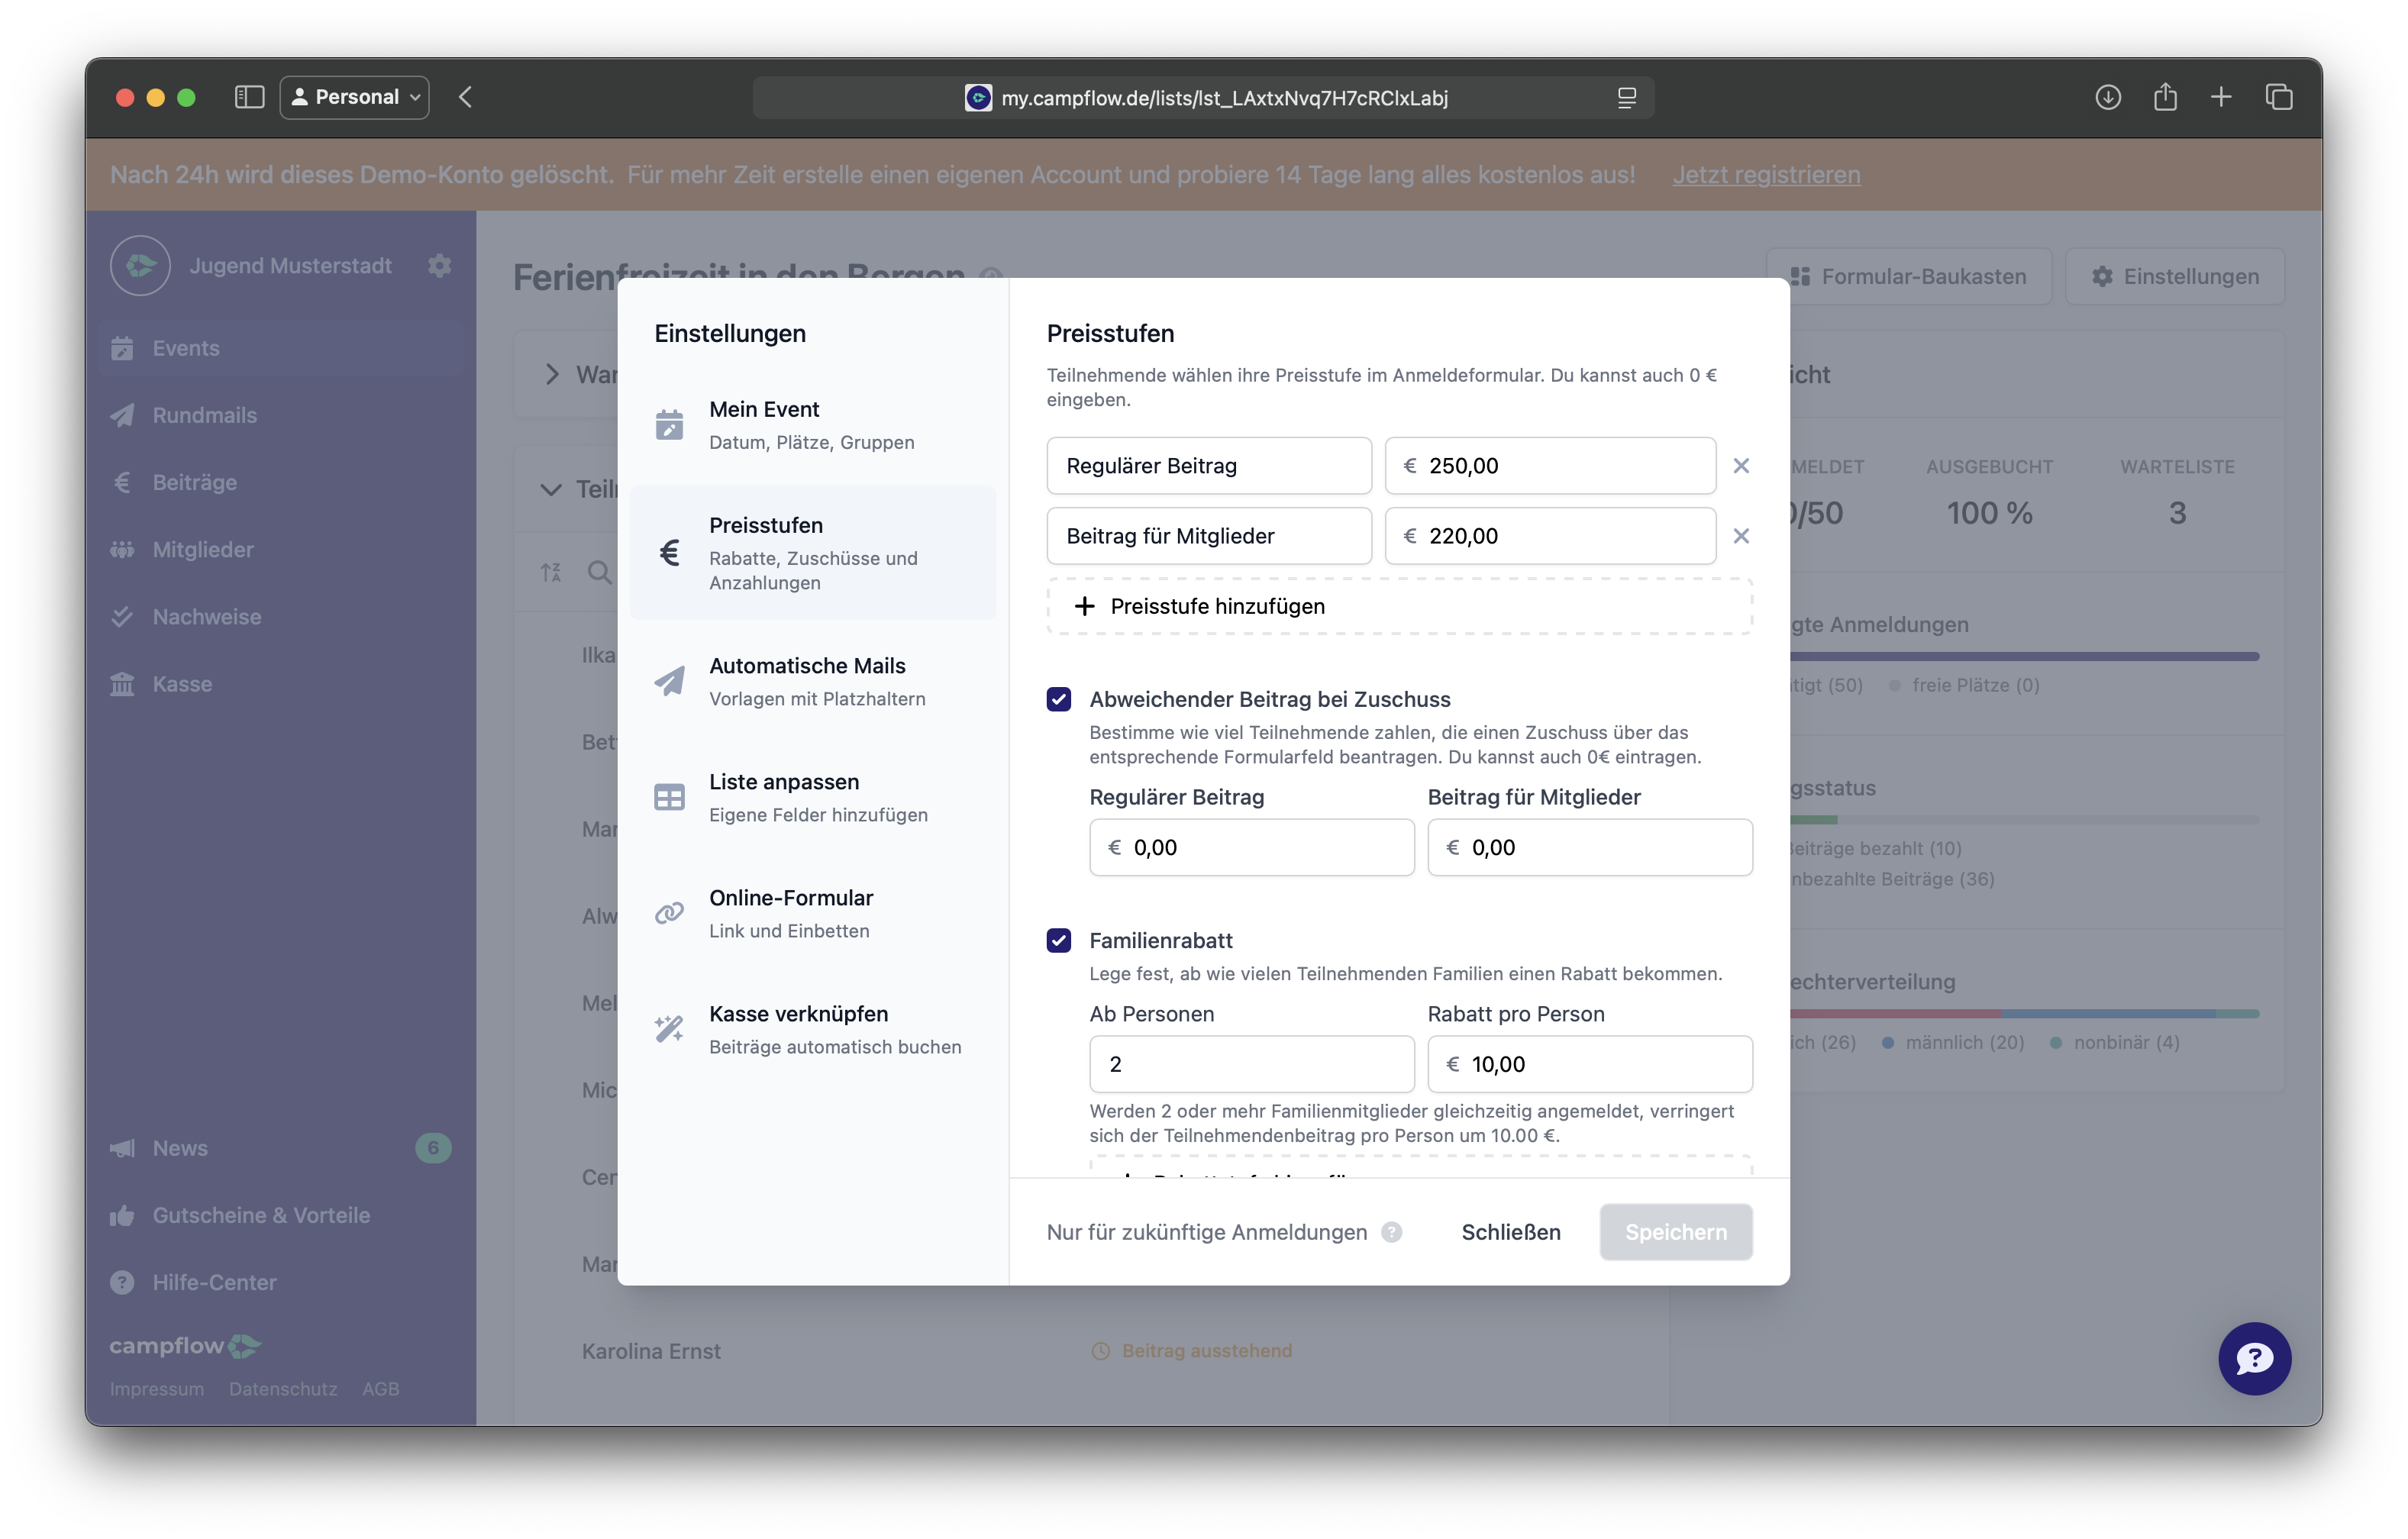 Personal
my.campflow.de/lists/lst_LAxtxNvq7H7cRClxLabj
Nach 24h wird dieses Demo-Konto gelöscht. Für mehr Zeit erstelle einen eigenen Account und probiere 14 Tage lang alles kostenlos aus! Jetzt registrieren
Jugend Musterstadt
Events
Rundmails
Beiträge
Mitglieder
Nachweise
Kasse
News
6
Gutscheine & Vorteile
Hilfe-Center
campflow
Impressum Datenschutz AGB
Ferienfreizeit in den Bergen
Formular-Baukasten
Einstellungen
Einstellungen
Mein Event
Datum, Plätze, Gruppen
Preisstufen
Rabatte, Zuschüsse und
Anzahlungen
Automatische Mails
Vorlagen mit Platzhaltern
Liste anpassen
Eigene Felder hinzufügen
Online-Formular
Link und Einbetten
Kasse verknüpfen
Beiträge automatisch buchen
Preisstufen
Teilnehmende wählen ihre Preisstufe im Anmeldeformular. Du kannst auch 0 €
eingeben.
Regulärer Beitrag € 250,00
Beitrag für Mitglieder € 220,00
Preisstufe hinzufügen
Abweichender Beitrag bei Zuschuss
Bestimme wie viel Teilnehmende zahlen, die einen Zuschuss über das
entsprechende Formularfeld beantragen. Du kannst auch 0€ eintragen.
Regulärer Beitrag Beitrag für Mitglieder
€ 0,00 € 0,00
Familienrabatt
Lege fest, ab wie vielen Teilnehmenden Familien einen Rabatt bekommen.
Ab Personen Rabatt pro Person
2 € 10,00
Werden 2 oder mehr Familienmitglieder gleichzeitig angemeldet, verringert
sich der Teilnehmendenbeitrag pro Person um 10.00 €.
Nur für zukünftige Anmeldungen
Schließen
Speichern
War
Teil
Ilka
Bet
Mar
Alw
Mel
Mic
Cer
Mar
Karolina Ernst Beitrag ausstehend
icht
MELDET AUSGEBUCHT WARTELISTE
/50 100 % 3
gte Anmeldungen
tigt (50) freie Plätze (0)
gsstatus
Beiträge bezahlt (10)
nbezahlte Beiträge (36)
echterverteilung
ich (26) männlich (20) nonbinär (4)